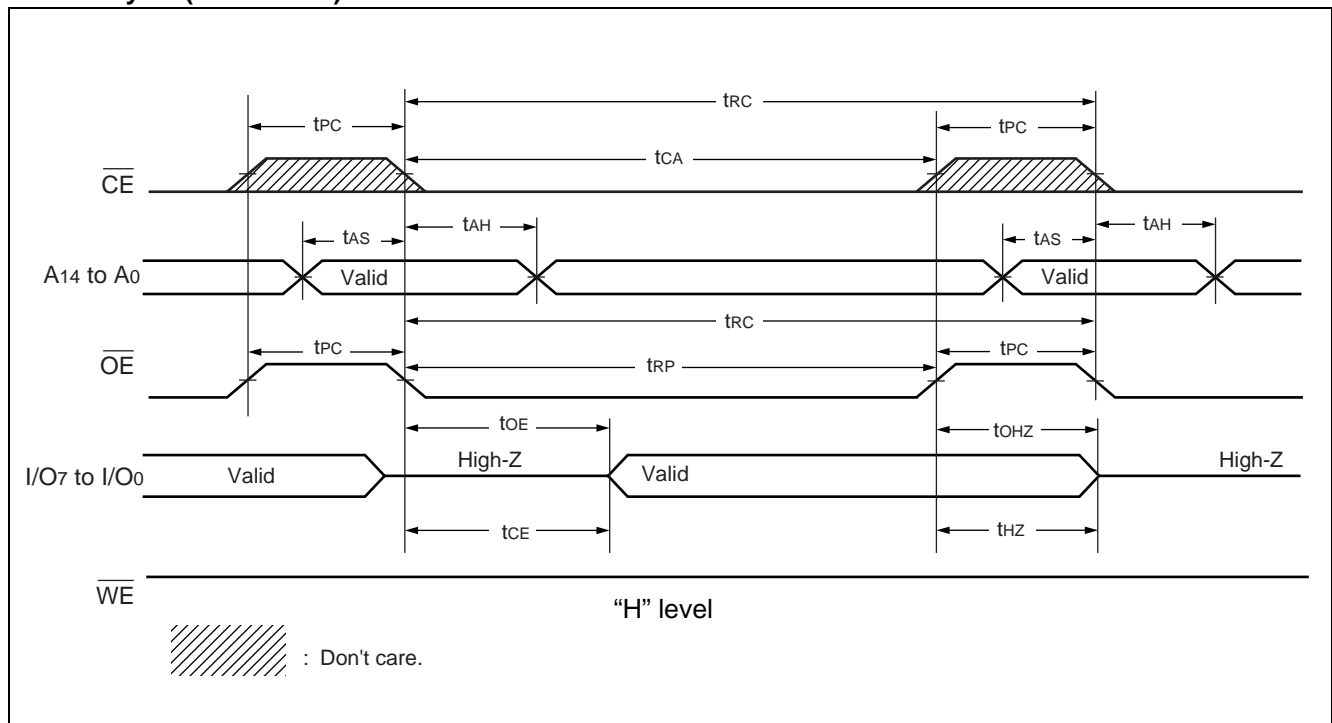 tRC
tPC
tPC
tCA
CE
tAS
tAH
tAS
tAH
A14 to A0
Valid
Valid
tRC
tPC
tPC
OE
tRP
tOE
tOHZ
I/O7 to I/O0
Valid
High-Z
Valid
High-Z
tCE
tHZ
WE
“H” level
: Don't care.